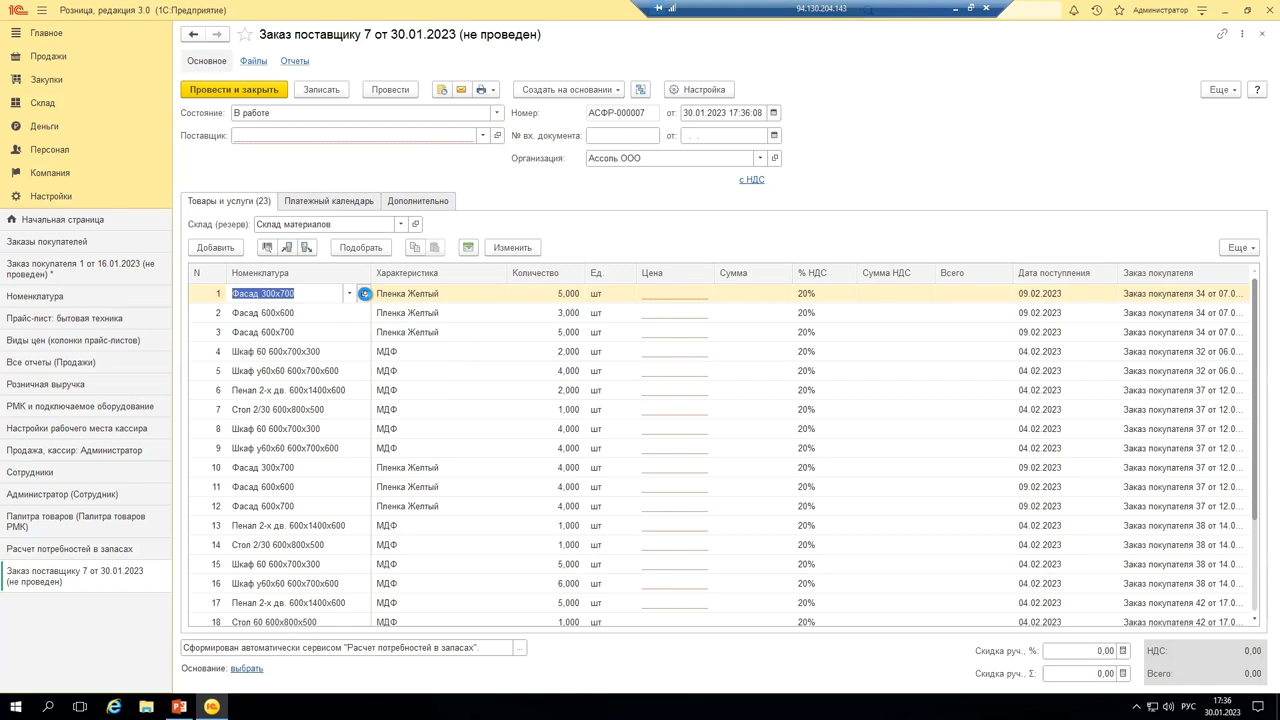 Розница, редакция 3.0 (1С:Предприятие)
94.130.204.143
Администратор
Главное
Продажи
Закупки
Склад
Деньги
Персонал
Компания
Настройки
Начальная страница
Заказы покупателей
Заказ покупателя 1 от 16.01.2023 (не
проведен) *
Номенклатура
Прайс-лист: бытовая техника
Виды цен (колонки прайс-листов)
Все отчеты (Продажи)
Розничная выручка
РМК и подключаемое оборудование
Настройки рабочего места кассира
Продажа, кассир: Администратор
Сотрудники
Администратор (Сотрудник)
Палитра товаров (Палитра товаров
РМК)
Расчет потребностей в запасах
Заказ поставщику 7 от 30.01.2023
(не проведен)
Заказ поставщику 7 от 30.01.2023 (не проведен)
Основное Файлы Отчеты
Провести и закрыть Записать Провести Создать на основании Настройка Еще ?
Состояние: В работе Номер: АСФР-000007 от: 30.01.2023 17:36:08
Поставщик: № вх. документа: от: . .
Организация: Ассоль ООО
с НДС
Товары и услуги (23) Платежный календарь Дополнительно
Склад (резерв): Склад материалов
Добавить Подобрать Изменить Еще
N Номенклатура Характеристика Количество Ед. Цена Сумма % НДС Сумма НДС Всего Дата поступления Заказ покупателя
1 Фасад 300х700 Пленка Желтый 5,000 шт 20% 09.02.2023 Заказ покупателя 34 от 07.0...
2 Фасад 600х600 Пленка Желтый 3,000 шт 20% 09.02.2023 Заказ покупателя 34 от 07.0...
3 Фасад 600х700 Пленка Желтый 5,000 шт 20% 09.02.2023 Заказ покупателя 34 от 07.0...
4 Шкаф 60 600х700х300 МДФ 2,000 шт 20% 04.02.2023 Заказ покупателя 32 от 06.0...
5 Шкаф у60х60 600х700х600 МДФ 4,000 шт 20% 04.02.2023 Заказ покупателя 32 от 06.0...
6 Пенал 2-х дв. 600х1400х600 МДФ 2,000 шт 20% 04.02.2023 Заказ покупателя 37 от 12.0...
7 Стол 2/30 600х800х500 МДФ 1,000 шт 20% 04.02.2023 Заказ покупателя 37 от 12.0...
8 Шкаф 60 600х700х300 МДФ 4,000 шт 20% 04.02.2023 Заказ покупателя 37 от 12.0...
9 Шкаф у60х60 600х700х600 МДФ 4,000 шт 20% 04.02.2023 Заказ покупателя 37 от 12.0...
10 Фасад 300х700 Пленка Желтый 4,000 шт 20% 09.02.2023 Заказ покупателя 37 от 12.0...
11 Фасад 600х600 Пленка Желтый 4,000 шт 20% 09.02.2023 Заказ покупателя 37 от 12.0...
12 Фасад 600х700 Пленка Желтый 4,000 шт 20% 09.02.2023 Заказ покупателя 37 от 12.0...
13 Пенал 2-х дв. 600х1400х600 МДФ 1,000 шт 20% 04.02.2023 Заказ покупателя 38 от 14.0...
14 Стол 2/30 600х800х500 МДФ 1,000 шт 20% 04.02.2023 Заказ покупателя 38 от 14.0...
15 Шкаф 60 600х700х300 МДФ 5,000 шт 20% 04.02.2023 Заказ покупателя 38 от 14.0...
16 Шкаф у60х60 600х700х600 МДФ 6,000 шт 20% 04.02.2023 Заказ покупателя 38 от 14.0...
17 Пенал 2-х дв. 600х1400х600 МДФ 5,000 шт 20% 04.02.2023 Заказ покупателя 42 от 17.0...
18 Стол 60 600х800х500 МДФ 1,000 шт 20% 04.02.2023 Заказ покупателя 42 от 17.0...
Сформирован автоматически сервисом "Расчет потребностей в запасах". ... Скидка руч., %: 0,00 НДС: 0,00
Основание: выбрать Скидка руч., Σ: 0,00 Всего: 0,00
РУС 17:36
30.01.2023